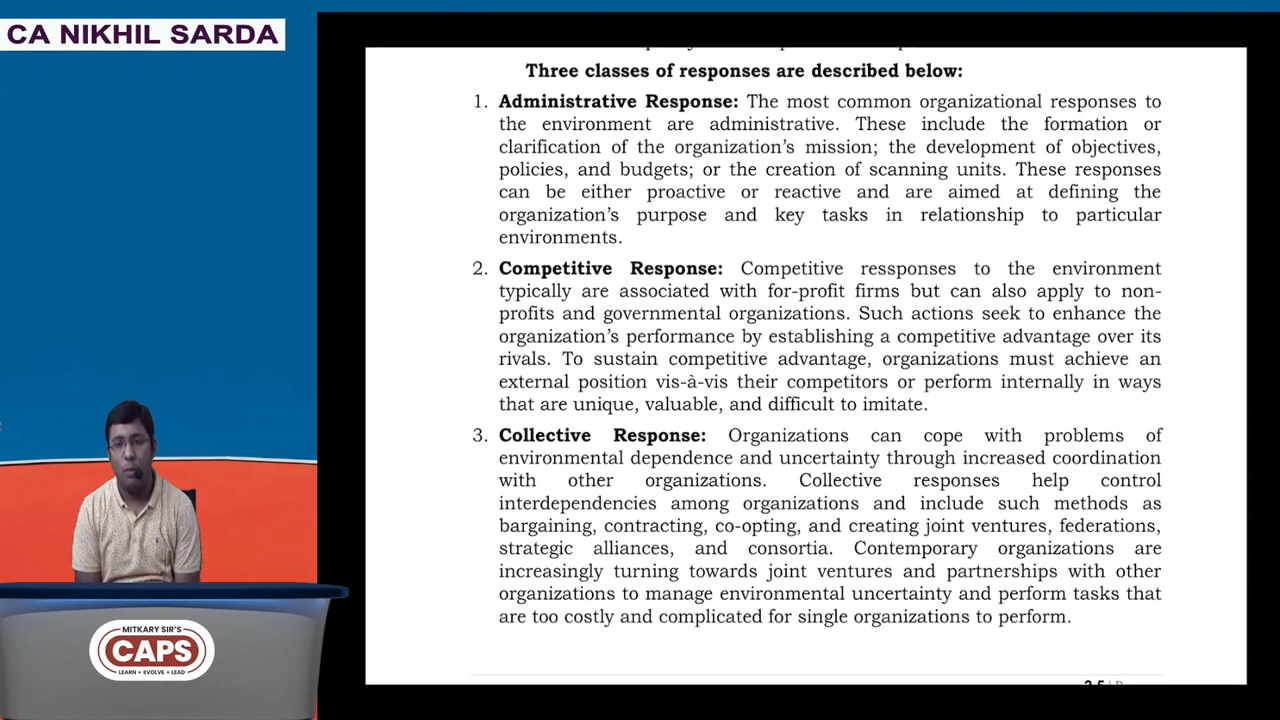 CA NIKHIL SARDA
Three classes of responses are described below:
1. Administrative Response: The most common organizational responses to
the environment are administrative. These include the formation or
clarification of the organization's mission; the development of objectives,
policies, and budgets; or the creation of scanning units. These responses
can be either proactive or reactive and are aimed at defining the
organization's purpose and key tasks in relationship to particular
environments.
2. Competitive Response: Competitive ressponses to the environment
typically are associated with for-profit firms but can also apply to non-
profits and governmental organizations. Such actions seek to enhance the
organization's performance by establishing a competitive advantage over its
rivals. To sustain competitive advantage, organizations must achieve an
external position vis-à-vis their competitors or perform internally in ways
that are unique, valuable, and difficult to imitate.
3. Collective Response: Organizations can cope with problems of
environmental dependence and uncertainty through increased coordination
with other organizations. Collective responses help control
interdependencies among organizations and include such methods as
bargaining, contracting, co-opting, and creating joint ventures, federations,
strategic alliances, and consortia. Contemporary organizations are
increasingly turning towards joint ventures and partnerships with other
organizations to manage environmental uncertainty and perform tasks that
are too costly and complicated for single organizations to perform.
MITKARY SIR'S
CAPS
LEARN • EVOLVE • LEAD